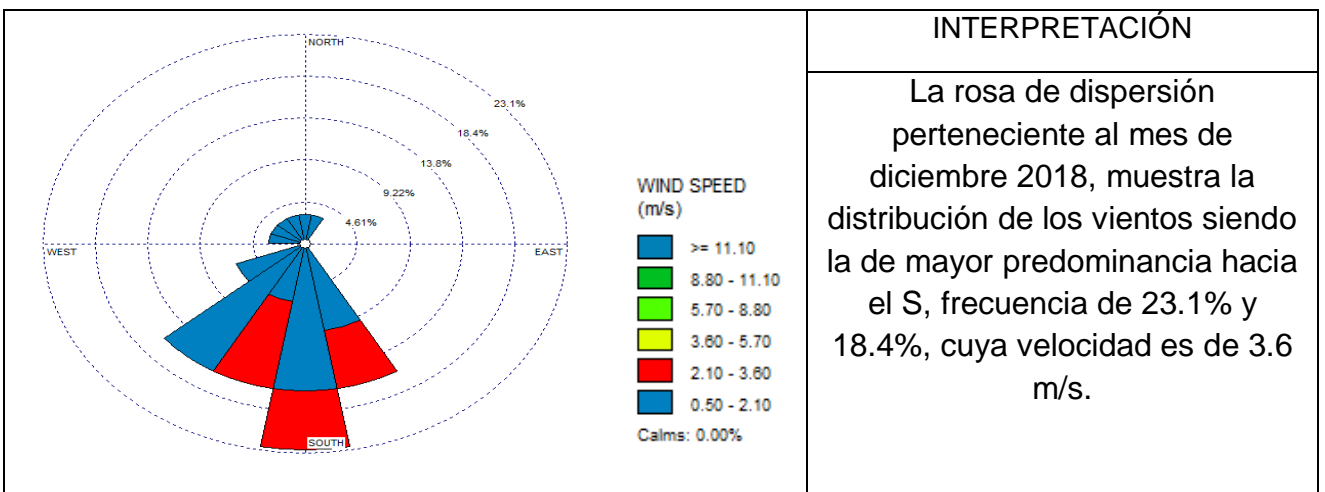 NORTH
23.1%
18.4%
13.8%
9.22%
4.61%
WEST
EAST
SOUTH
WIND SPEED
(m/s)
>= 11.10
8.80 - 11.10
5.70 - 8.80
3.60 - 5.70
2.10 - 3.60
0.50 - 2.10
Calms: 0.00%
INTERPRETACIÓN
La rosa de dispersión
perteneciente al mes de
diciembre 2018, muestra la
distribución de los vientos siendo
la de mayor predominancia hacia
el S, frecuencia de 23.1% y
18.4%, cuya velocidad es de 3.6
m/s.